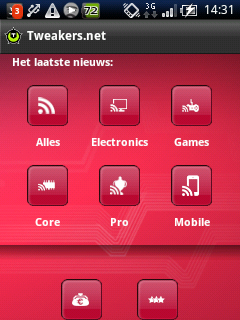 3 72 3G 14:31
Tweakers.net
Het laatste nieuws:
Alles Electronics Games
Core Pro Mobile